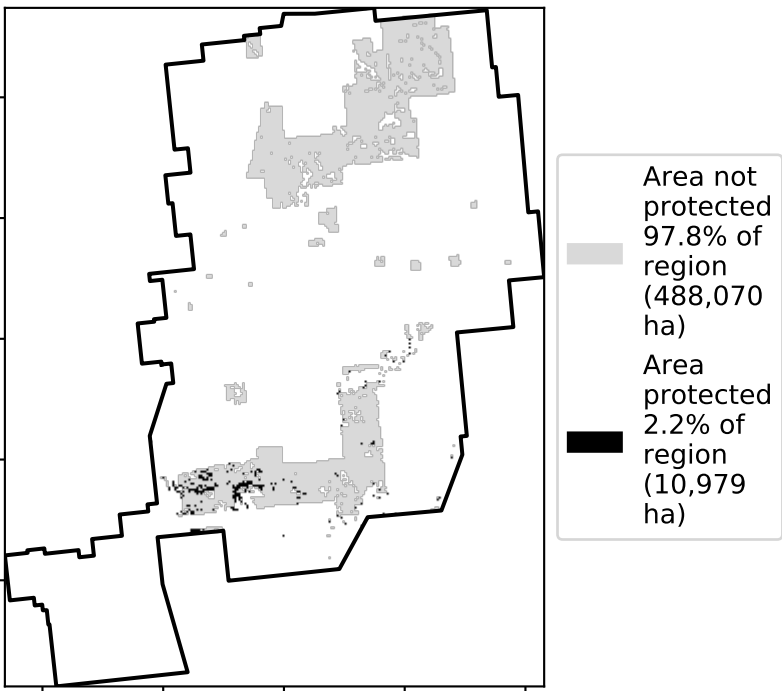 Area not
protected
97.8% of
region
(488,070
ha)
Area
protected
2.2% of
region
(10,979
ha)